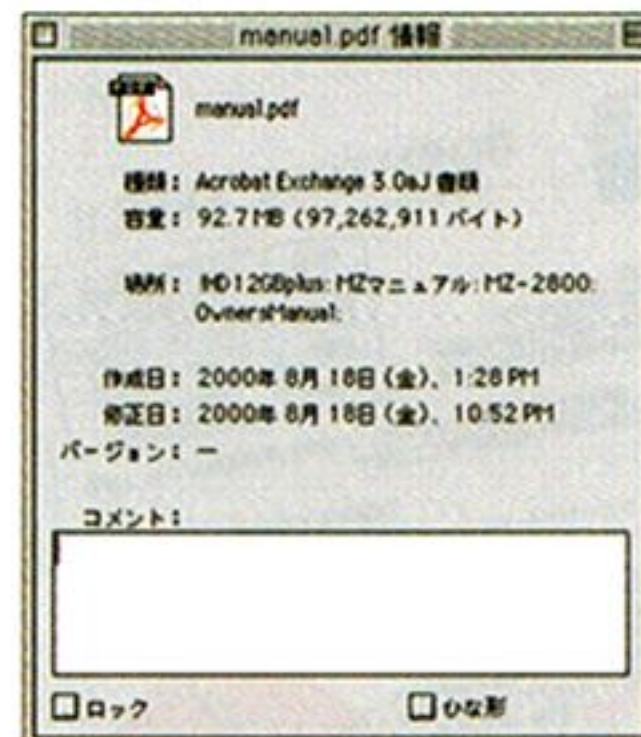 manual.pdf 情報
manual.pdf
種類： Acrobat Exchange 3.0aJ 書類
容量： 92.7 MB （97,262,911 バイト）
場所： HD12GBplus: MZマニュアル: MZ-2800:
OwnersManual:
作成日： 2000年 8月 18日（金）、1:28 PM
修正日： 2000年 8月 18日（金）、10:52 PM
バージョン： ー
コメント：
ロック
ひな形